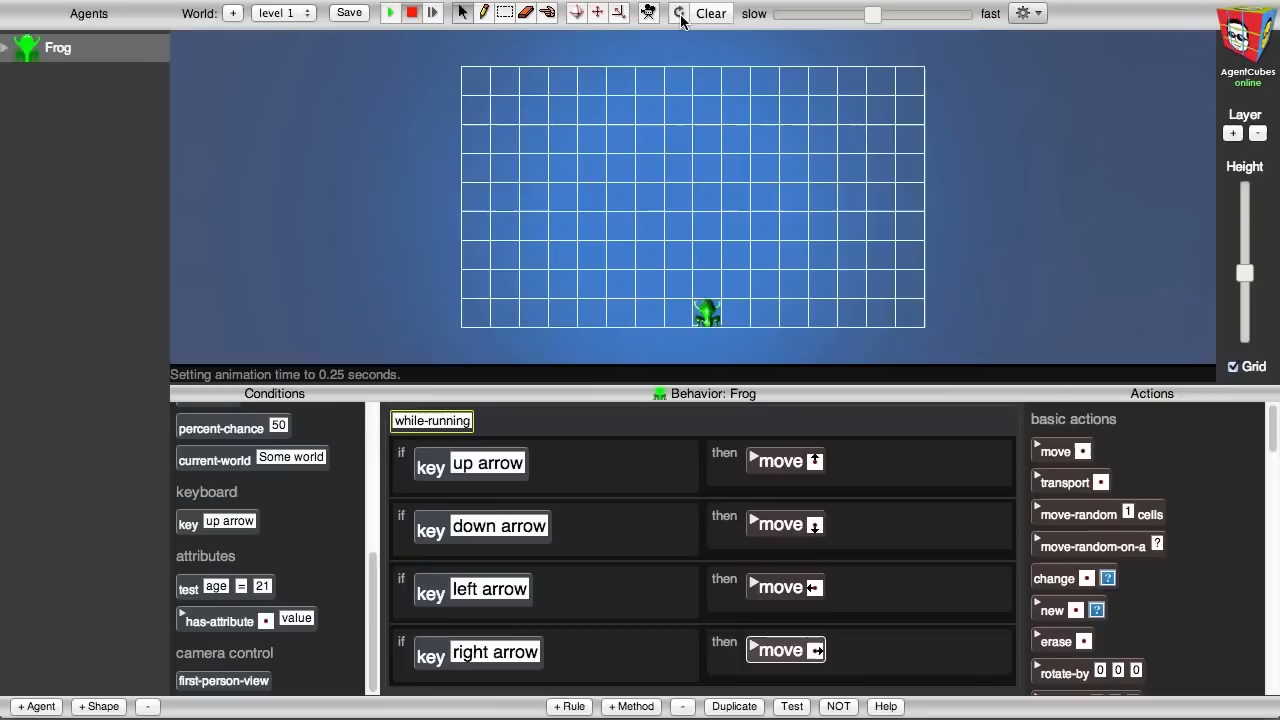 Agents
World: + level 1 Save Clear slow fast
Frog
AgentCubes
online
Layer
+ -
Height
Grid
Setting animation time to 0.25 seconds.
Conditions
percent-chance 50
current-world Some world
keyboard
key up arrow
attributes
test age = 21
has-attribute value
camera control
first-person-view
Behavior: Frog
while-running
if key up arrow then move
if key down arrow then move
if key left arrow then move
if key right arrow then move
Actions
basic actions
move
transport
move-random 1 cells
move-random-on-a ?
change ?
new ?
erase
rotate-by 0 0 0
+ Agent + Shape - + Rule + Method - Duplicate Test NOT Help